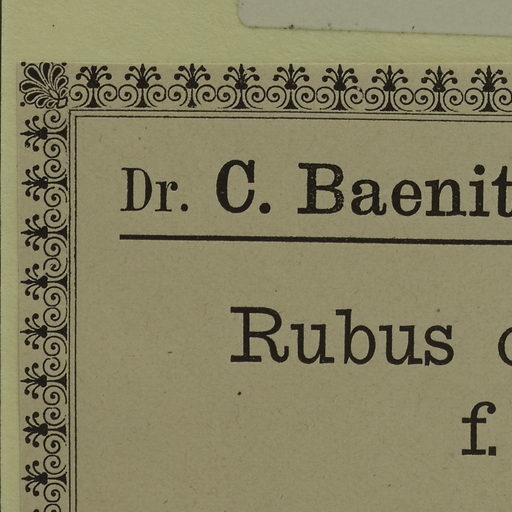 Dr. C. Baenit
Rubus
f.